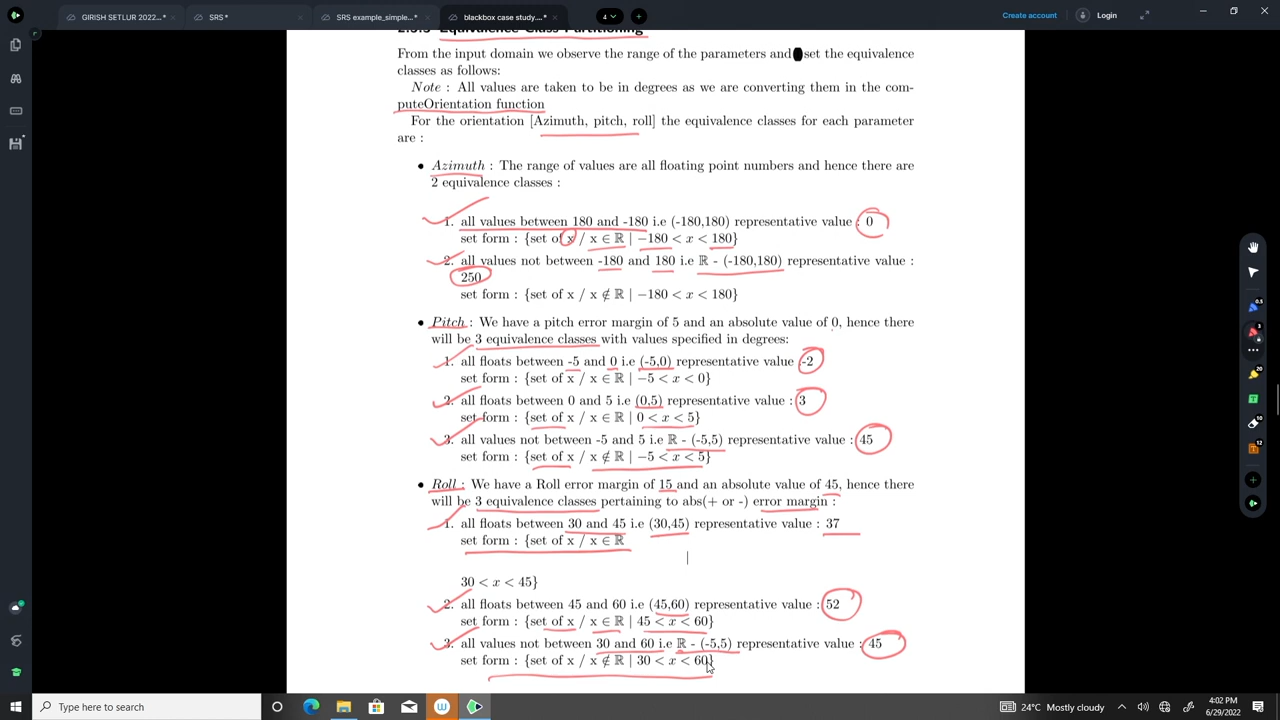 GIRISH SETLUR 2022...*
SRS*
SRS example_simple...*
blackbox case study....*
4
Create account
Login
Equivalence Class Partitioning
From the input domain we observe the range of the parameters and set the equivalence
classes as follows:
Note : All values are taken to be in degrees as we are converting them in the com-
puteOrientation function
For the orientation [Azimuth, pitch, roll] the equivalence classes for each parameter
are :
• Azimuth : The range of values are all floating point numbers and hence there are
2 equivalence classes :
1. all values between 180 and -180 i.e (-180,180) representative value : 0
set form : {set of x / x ∈ ℝ | −180 < x < 180}
2. all values not between -180 and 180 i.e ℝ - (-180,180) representative value :
250
set form : {set of x / x ∉ ℝ | −180 < x < 180}
• Pitch : We have a pitch error margin of 5 and an absolute value of 0, hence there
will be 3 equivalence classes with values specified in degrees:
1. all floats between -5 and 0 i.e (-5,0) representative value : -2
set form : {set of x / x ∈ ℝ | −5 < x < 0}
2. all floats between 0 and 5 i.e (0,5) representative value : 3
set form : {set of x / x ∈ ℝ | 0 < x < 5}
3. all values not between -5 and 5 i.e ℝ - (-5,5) representative value : 45
set form : {set of x / x ∉ ℝ | −5 < x < 5}
• Roll : We have a Roll error margin of 15 and an absolute value of 45, hence there
will be 3 equivalence classes pertaining to abs(+ or -) error margin :
1. all floats between 30 and 45 i.e (30,45) representative value : 37
set form : {set of x / x ∈ ℝ
|
30 < x < 45}
2. all floats between 45 and 60 i.e (45,60) representative value : 52
set form : {set of x / x ∈ ℝ | 45 < x < 60}
3. all values not between 30 and 60 i.e ℝ - (-5,5) representative value : 45
set form : {set of x / x ∉ ℝ | 30 < x < 60}
Type here to search
24°C Mostly cloudy
4:02 PM
6/29/2022